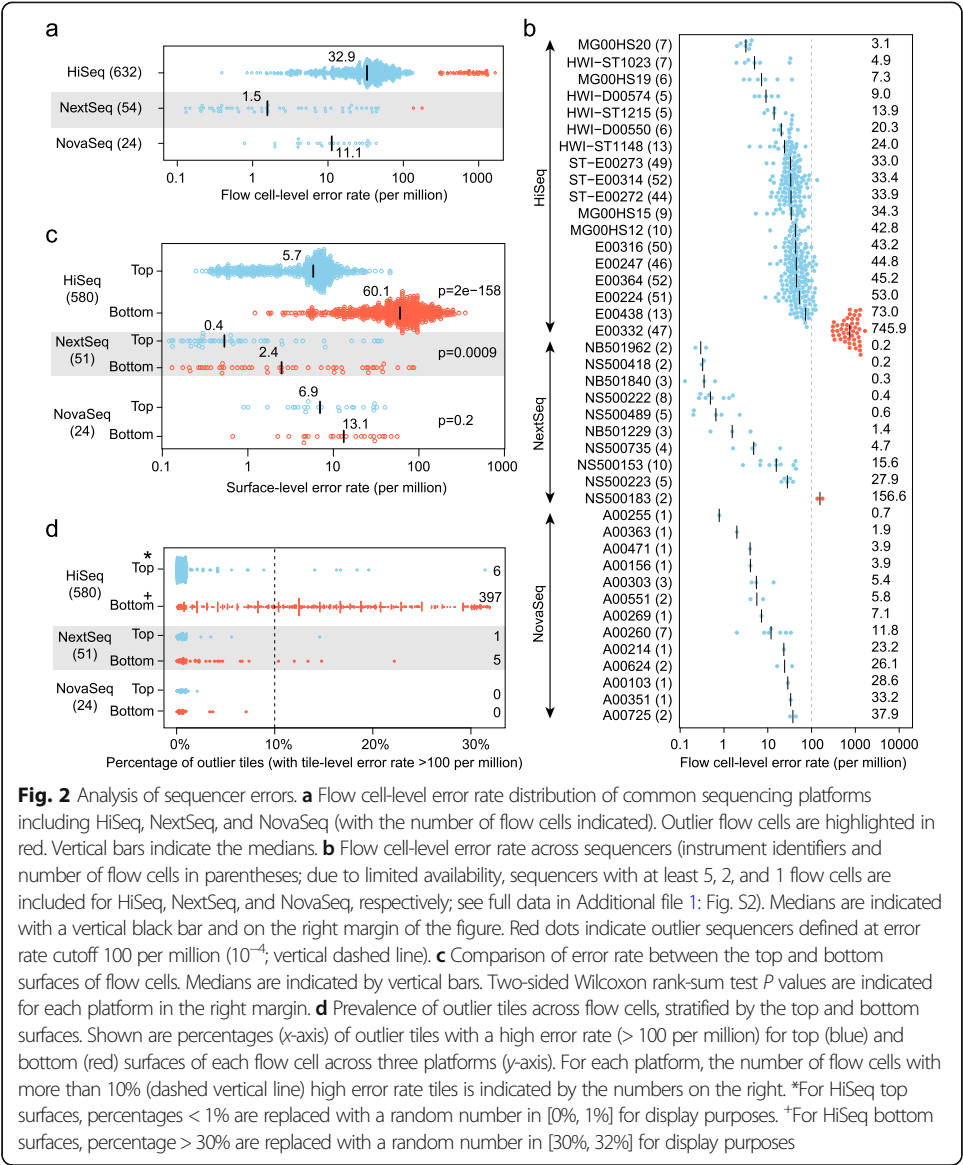 a
HiSeq (632)
32.9
NextSeq (54)
1.5
NovaSeq (24)
11.1
0.1 1 10 100 1000
Flow cell-level error rate (per million)
b
HiSeq
MG00HS20 (7) 3.1
HWI−ST1023 (7) 4.9
MG00HS19 (6) 7.3
HWI−D00574 (5) 9.0
HWI−ST1215 (5) 13.9
HWI−D00550 (6) 20.3
HWI−ST1148 (13) 24.0
ST−E00273 (49) 33.0
ST−E00314 (52) 33.4
ST−E00272 (44) 33.9
MG00HS15 (9) 34.3
MG00HS12 (10) 42.8
E00316 (50) 43.2
E00247 (46) 44.8
E00364 (52) 45.2
E00224 (51) 53.0
E00438 (13) 73.0
E00332 (47) 745.9
NextSeq
NB501962 (2) 0.2
NS500418 (2) 0.2
NB501840 (3) 0.3
NS500222 (8) 0.4
NS500489 (5) 0.6
NB501229 (3) 1.4
NS500735 (4) 4.7
NS500153 (10) 15.6
NS500223 (5) 27.9
NS500183 (2) 156.6
NovaSeq
A00255 (1) 0.7
A00363 (1) 1.9
A00471 (1) 3.9
A00156 (1) 3.9
A00303 (3) 5.4
A00551 (2) 5.8
A00269 (1) 7.1
A00260 (7) 11.8
A00214 (1) 23.2
A00624 (2) 26.1
A00103 (1) 28.6
A00351 (1) 33.2
A00725 (2) 37.9
0.1 1 10 100 1000 10000
Flow cell-level error rate (per million)
c
HiSeq
(580)
Top 5.7
Bottom 60.1 p=2e−158
NextSeq
(51)
Top 0.4
Bottom 2.4 p=0.0009
NovaSeq
(24)
Top 6.9
Bottom 13.1 p=0.2
0.1 1 10 100 1000
Surface-level error rate (per million)
d
HiSeq
(580)
*
Top 6
+
Bottom 397
NextSeq
(51)
Top 1
Bottom 5
NovaSeq
(24)
Top 0
Bottom 0
0% 10% 20% 30%
Percentage of outlier tiles (with tile-level error rate >100 per million)
Fig. 2 Analysis of sequencer errors. a Flow cell-level error rate distribution of common sequencing platforms
including HiSeq, NextSeq, and NovaSeq (with the number of flow cells indicated). Outlier flow cells are highlighted in
red. Vertical bars indicate the medians. b Flow cell-level error rate across sequencers (instrument identifiers and
number of flow cells in parentheses; due to limited availability, sequencers with at least 5, 2, and 1 flow cells are
included for HiSeq, NextSeq, and NovaSeq, respectively; see full data in Additional file 1: Fig. S2). Medians are indicated
with a vertical black bar and on the right margin of the figure. Red dots indicate outlier sequencers defined at error
rate cutoff 100 per million (10⁻⁴; vertical dashed line). c Comparison of error rate between the top and bottom
surfaces of flow cells. Medians are indicated by vertical bars. Two-sided Wilcoxon rank-sum test P values are indicated
for each platform in the right margin. d Prevalence of outlier tiles across flow cells, stratified by the top and bottom
surfaces. Shown are percentages (x-axis) of outlier tiles with a high error rate (> 100 per million) for top (blue) and
bottom (red) surfaces of each flow cell across three platforms (y-axis). For each platform, the number of flow cells with
more than 10% (dashed vertical line) high error rate tiles is indicated by the numbers on the right. *For HiSeq top
surfaces, percentages < 1% are replaced with a random number in [0%, 1%] for display purposes. ⁺For HiSeq bottom
surfaces, percentage > 30% are replaced with a random number in [30%, 32%] for display purposes